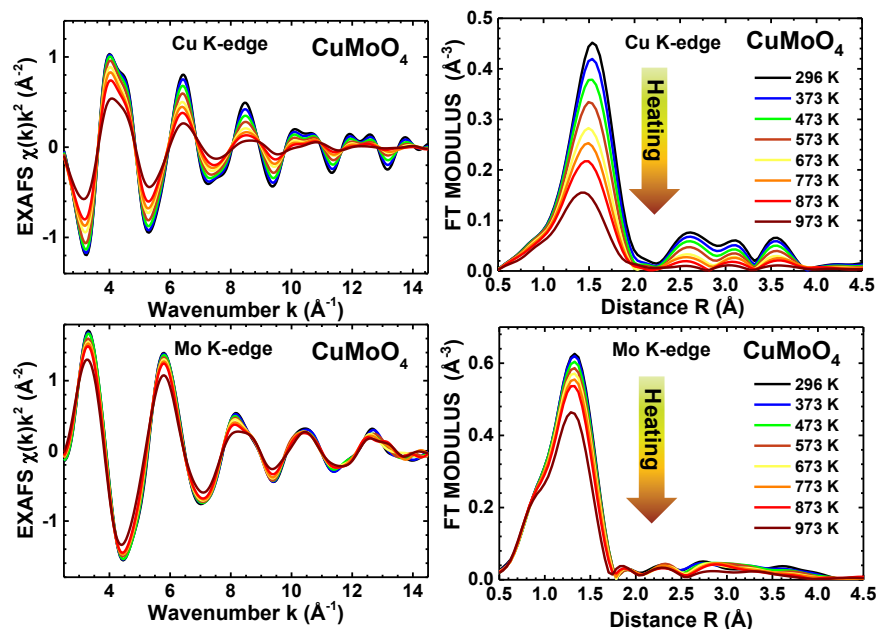 Cu K-edge
CuMoO₄
EXAFS χ(k)k² (Å⁻²)
1
0
-1
4
6
8
10
12
14
Wavenumber k (Å⁻¹)
Cu K-edge
CuMoO₄
FT MODULUS (Å⁻³)
0.5
0.4
0.3
0.2
0.1
0.0
0.5
1.0
1.5
2.0
2.5
3.0
3.5
4.0
4.5
Distance R (Å)
Heating
296 K
373 K
473 K
573 K
673 K
773 K
873 K
973 K
Mo K-edge
CuMoO₄
EXAFS χ(k)k² (Å⁻²)
1
0
-1
4
6
8
10
12
14
Wavenumber k (Å⁻¹)
Mo K-edge
CuMoO₄
FT MODULUS (Å⁻³)
0.6
0.4
0.2
0.0
0.5
1.0
1.5
2.0
2.5
3.0
3.5
4.0
4.5
Distance R (Å)
Heating
296 K
373 K
473 K
573 K
673 K
773 K
873 K
973 K